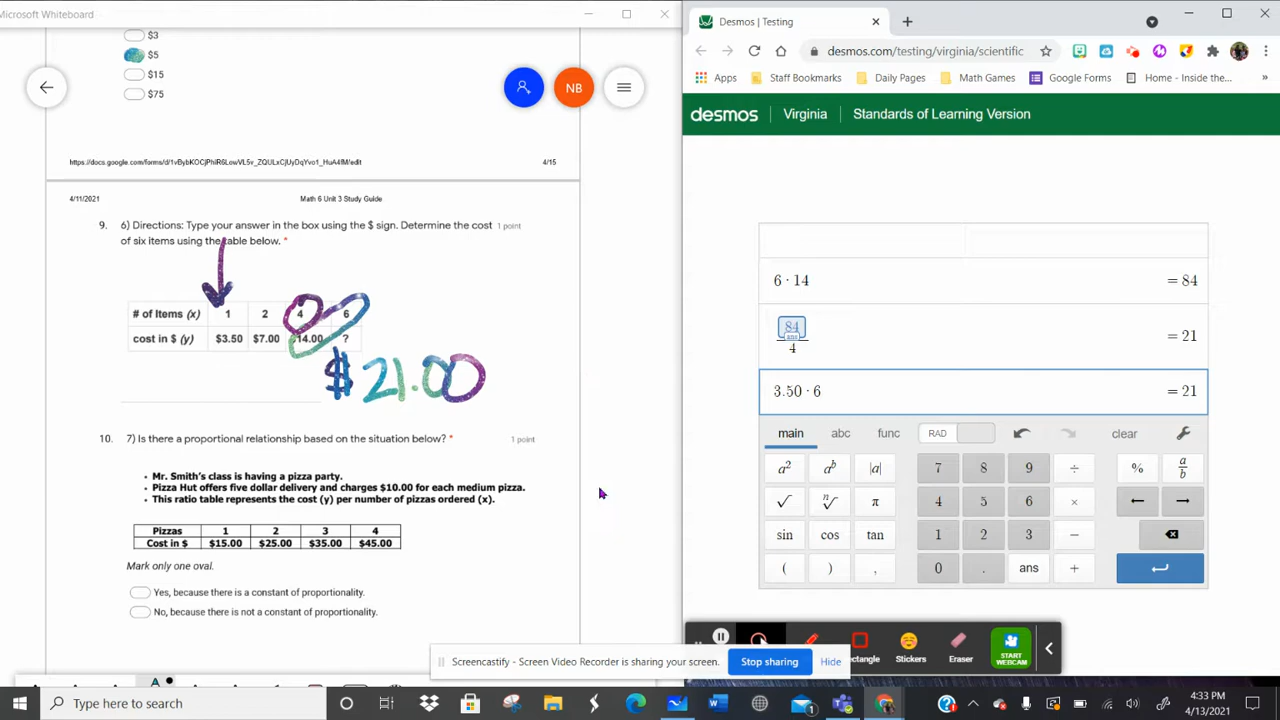 Microsoft Whiteboard
$3
$5
$15
$75
NB
https://docs.google.com/forms/d/1vBybKOCjPhiR6LowVL5v_ZQULxCjUyDqYvo1_HuA4fM/edit
4/15
4/11/2021
Math 6 Unit 3 Study Guide
9. 6) Directions: Type your answer in the box using the $ sign. Determine the cost 1 point
of six items using the table below. *
# of Items (x) 1 2 4 6
cost in $ (y) $3.50 $7.00 14.00 ?
$21.00
10. 7) Is there a proportional relationship based on the situation below? * 1 point
• Mr. Smith's class is having a pizza party.
• Pizza Hut offers five dollar delivery and charges $10.00 for each medium pizza.
• This ratio table represents the cost (y) per number of pizzas ordered (x).
Pizzas 1 2 3 4
Cost in $ $15.00 $25.00 $35.00 $45.00
Mark only one oval.
Yes, because there is a constant of proportionality.
No, because there is not a constant of proportionality.
Desmos | Testing
desmos.com/testing/virginia/scientific
Apps Staff Bookmarks Daily Pages Math Games Google Forms Home - Inside the... »
desmos Virginia Standards of Learning Version
6 · 14 = 84
84
ans
4
= 21
3.50 · 6 = 21
main abc func RAD clear
a² aᵇ |a| 7 8 9 ÷ % a/b
√ ⁿ√ π 4 5 6 × ← →
sin cos tan 1 2 3 −
( ) , 0 . ans +
Screencastify - Screen Video Recorder is sharing your screen. Stop sharing Hide
ctangle Stickers Eraser START WEBCAM
Type here to search
4:33 PM
4/13/2021